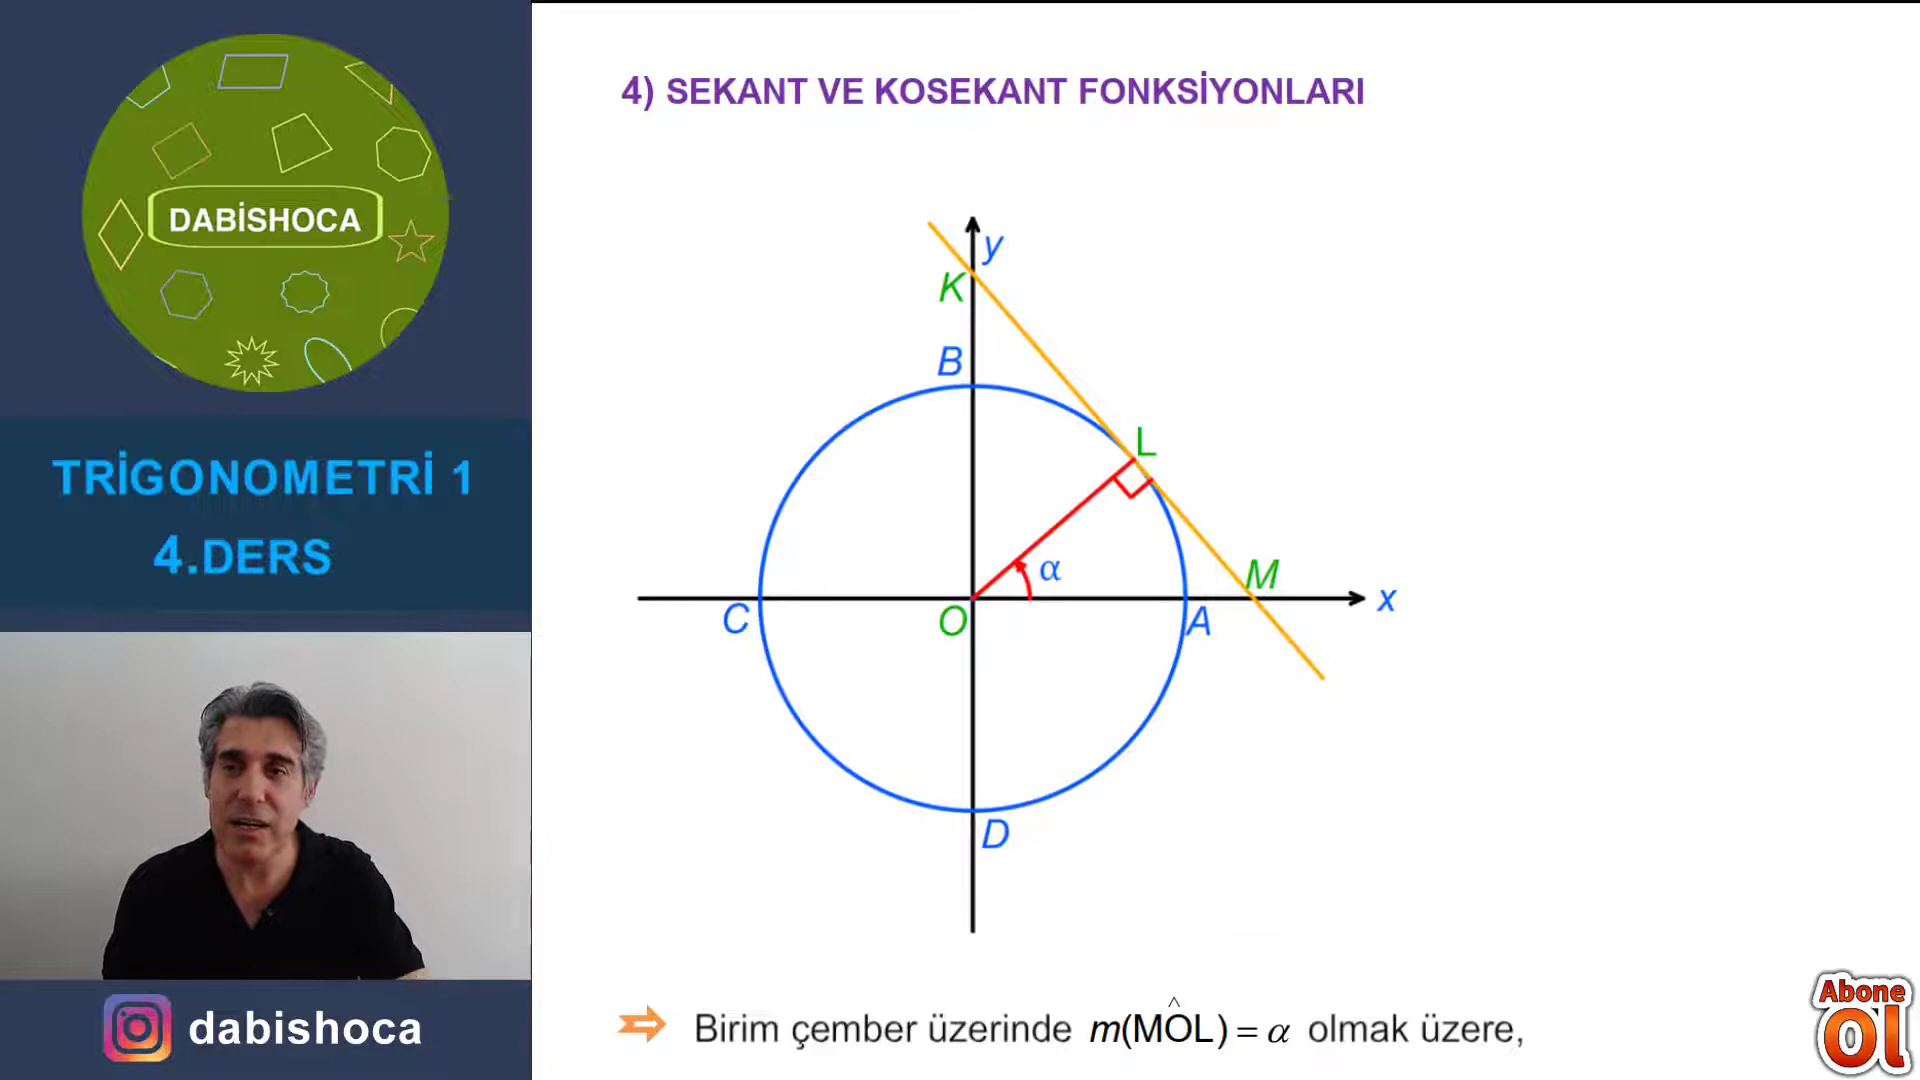 DABİSHOCA
TRİGONOMETRİ 1
4.DERS
dabishoca
4) SEKANT VE KOSEKANT FONKSİYONLARI
y
K
B
L
α
M
x
C
O
A
D
Birim çember üzerinde m(MÔL) = α olmak üzere,
Abone
Ol